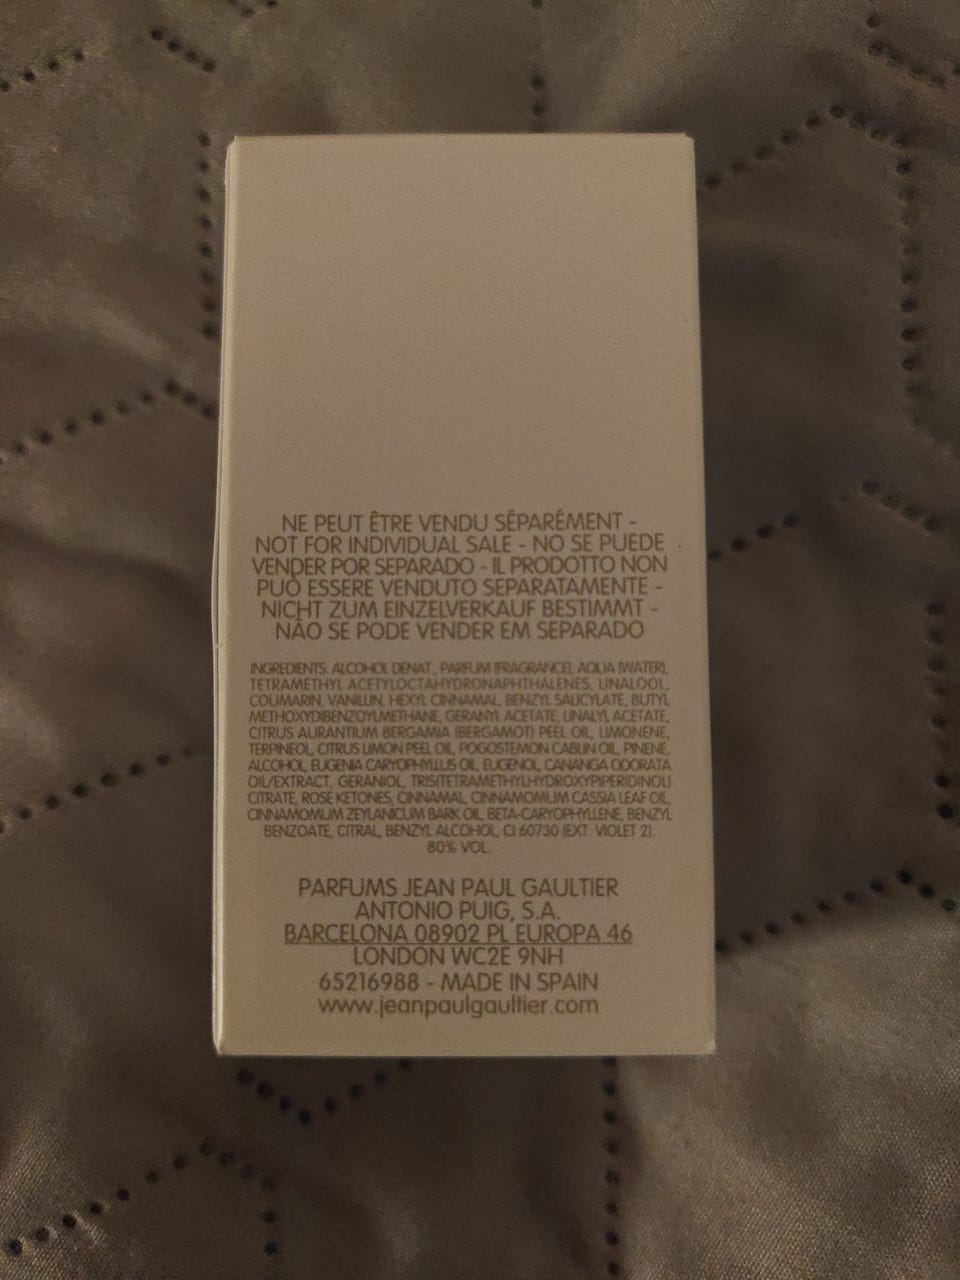 NE PEUT ÊTRE VENDU SÉPARÉMENT -
NOT FOR INDIVIDUAL SALE - NO SE PUEDE
VENDER POR SEPARADO - IL PRODOTTO NON
PUÒ ESSERE VENDUTO SEPARATAMENTE -
NICHT ZUM EINZELVERKAUF BESTIMMT -
NÃO SE PODE VENDER EM SEPARADO
INGREDIENTS: ALCOHOL DENAT., PARFUM (FRAGRANCE), AQUA (WATER),
TETRAMETHYL ACETYLOCTAHYDRONAPHTHALENES, LINALOOL,
COUMARIN, VANILLIN, HEXYL CINNAMAL, BENZYL SALICYLATE, BUTYL
METHOXYDIBENZOYLMETHANE, GERANYL ACETATE, LINALYL ACETATE,
CITRUS AURANTIUM BERGAMIA (BERGAMOT) PEEL OIL, LIMONENE,
TERPINEOL, CITRUS LIMON PEEL OIL, POGOSTEMON CABLIN OIL, PINENE,
ALCOHOL, EUGENIA CARYOPHYLLUS OIL, EUGENOL, CANANGA ODORATA
OIL/EXTRACT, GERANIOL, TRIS(TETRAMETHYLHYDROXYPIPERIDINOL)
CITRATE, ROSE KETONES, CINNAMAL, CINNAMOMUM CASSIA LEAF OIL,
CINNAMOMUM ZEYLANICUM BARK OIL, BETA-CARYOPHYLLENE, BENZYL
BENZOATE, CITRAL, BENZYL ALCOHOL, CI 60730 (EXT. VIOLET 2).
80% VOL.
PARFUMS JEAN PAUL GAULTIER
ANTONIO PUIG, S.A.
BARCELONA 08902 PL EUROPA 46
LONDON WC2E 9NH
65216988 - MADE IN SPAIN
www.jeanpaulgaultier.com